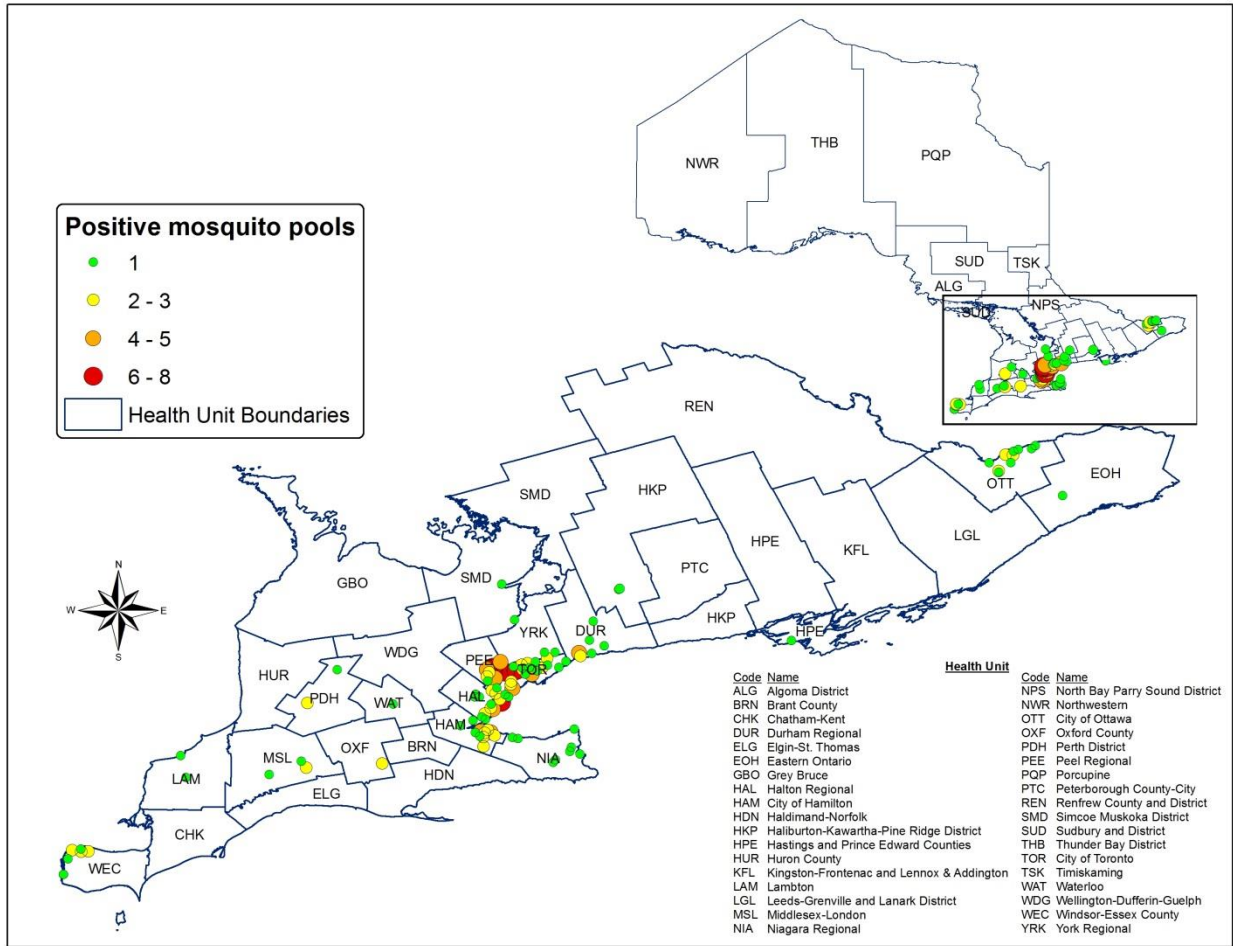 NWR
THB
PQP
SUD
TSK
ALG
NPS
SUD
Positive mosquito pools
1
2 - 3
4 - 5
6 - 8
Health Unit Boundaries
REN
SMD
HKP
OTT
EOH
HPE
KFL
LGL
PTC
GBO
SMD
HKP
HPE
N
W E
S
YRK
DUR
WDG
PEE
TOR
HUR
PDH
WAT
HAL
HAM
OXF
BRN
MSL
LAM
HDN
NIA
ELG
CHK
WEC
Health Unit
Code Name
ALG Algoma District
BRN Brant County
CHK Chatham-Kent
DUR Durham Regional
ELG Elgin-St. Thomas
EOH Eastern Ontario
GBO Grey Bruce
HAL Halton Regional
HAM City of Hamilton
HDN Haldimand-Norfolk
HKP Haliburton-Kawartha-Pine Ridge District
HPE Hastings and Prince Edward Counties
HUR Huron County
KFL Kingston-Frontenac and Lennox & Addington
LAM Lambton
LGL Leeds-Grenville and Lanark District
MSL Middlesex-London
NIA Niagara Regional
Code Name
NPS North Bay Parry Sound District
NWR Northwestern
OTT City of Ottawa
OXF Oxford County
PDH Perth District
PEE Peel Regional
PQP Porcupine
PTC Peterborough County-City
REN Renfrew County and District
SMD Simcoe Muskoka District
SUD Sudbury and District
THB Thunder Bay District
TOR City of Toronto
TSK Timiskaming
WAT Waterloo
WDG Wellington-Dufferin-Guelph
WEC Windsor-Essex County
YRK York Regional